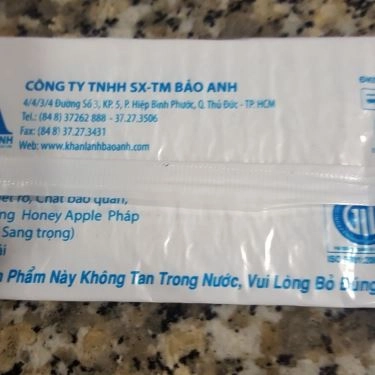 CÔNG TY TNHH SX-TM BẢO ANH
4/4/3/4 Đường Số 3, KP. 5, P. Hiệp Bình Phước, Q. Thủ Đức - TP. HCM
Tel.: (84 8) 37262 888 - 37.27.3506
Fax: (84 8) 37.27.3431
Web: www.khanlanhbaoanh.com
Chất bảo quản,
ng Honey Apple Pháp
Sang trọng)
ái
n Phẩm Này Không Tan Trong Nước, Vui Lòng Bỏ Đúng